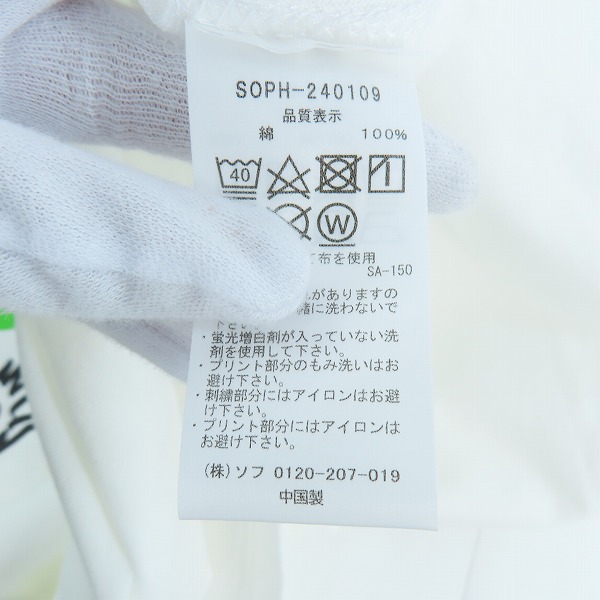 SOPH-240109
品質表示
綿 100%
40
W
て布を使用
SA-150
がありますの
緒に洗わないで
下さい。
・蛍光増白剤が入っていない洗
剤を使用して下さい。
・プリント部分のもみ洗いはお
避け下さい。
・刺繍部分にはアイロンはお避
け下さい。
・プリント部分にはアイロンは
お避け下さい。
(株)ソフ 0120-207-019
中国製